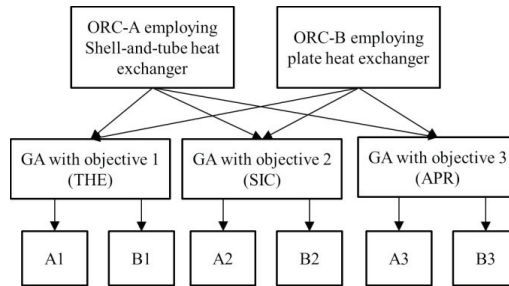 ORC-A employing
Shell-and-tube heat
exchanger
ORC-B employing
plate heat exchanger
GA with objective 1
(THE)
GA with objective 2
(SIC)
GA with objective 3
(APR)
A1
B1
A2
B2
A3
B3